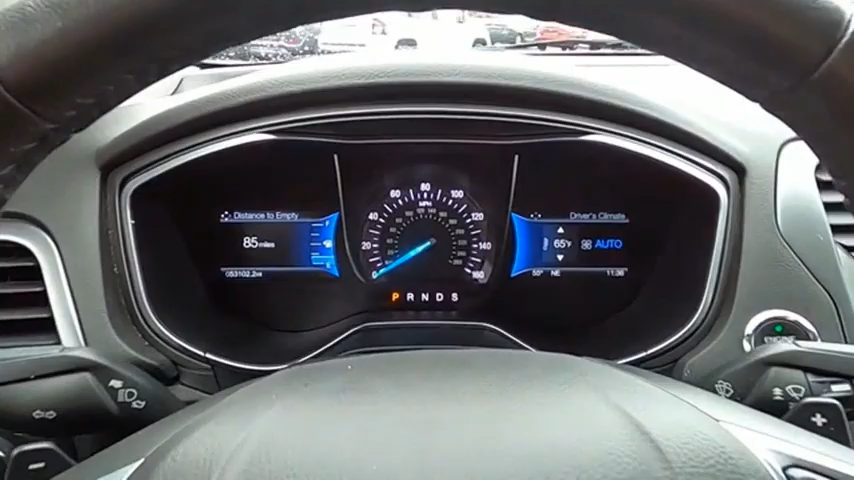 Distance to Empty
85 miles
053102.2mi
F
E
20
40
60
80
100
120
140
160
MPH
P R N D S
Driver's Climate
65°F
AUTO
50° NE
11:36
ENGINE
+
-